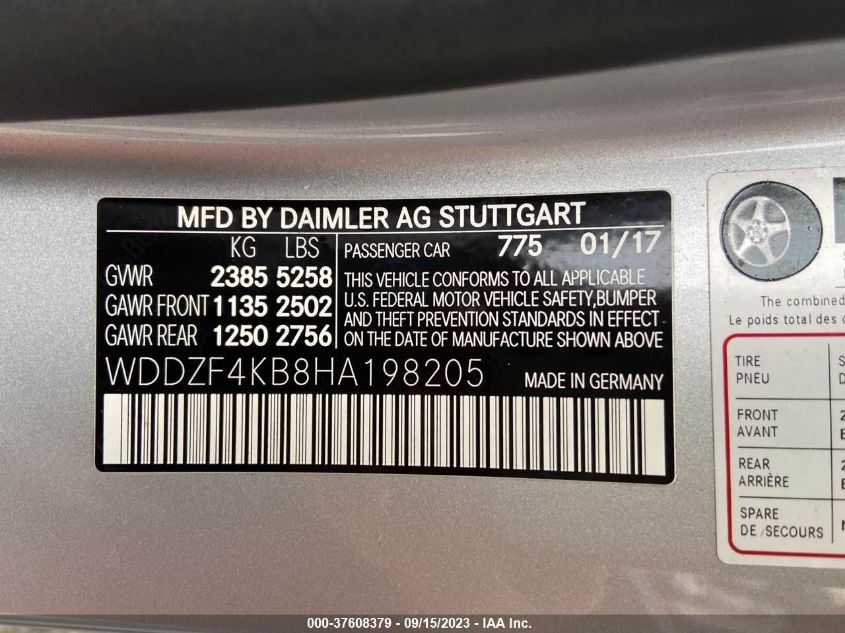 MFD BY DAIMLER AG STUTTGART
KG LBS
GVWR 2385 5258
GAWR FRONT 1135 2502
GAWR REAR 1250 2756
PASSENGER CAR 775 01/17
THIS VEHICLE CONFORMS TO ALL APPLICABLE
U.S. FEDERAL MOTOR VEHICLE SAFETY,BUMPER
AND THEFT PREVENTION STANDARDS IN EFFECT
ON THE DATE OF MANUFACTURE SHOWN ABOVE
WDDZF4KB8HA198205 MADE IN GERMANY
The combined
Le poids total des
TIRE
PNEU
FRONT
AVANT
REAR
ARRIÈRE
SPARE
DE SECOURS
000-37608379 - 09/15/2023 - IAA Inc.